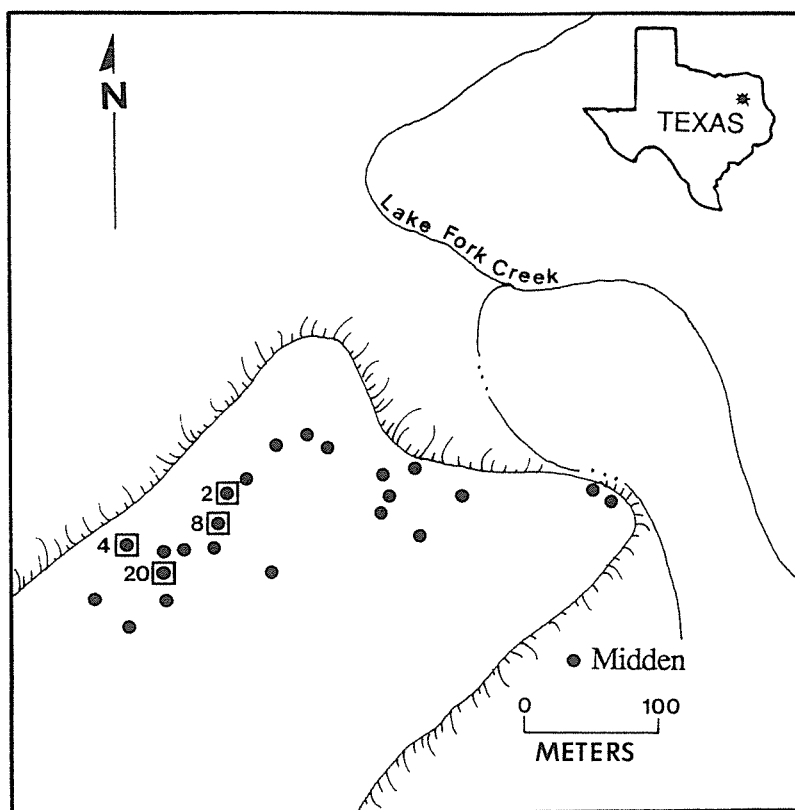 N
TEXAS
Lake Fork Creek
2
8
4
20
Midden
0 100
METERS